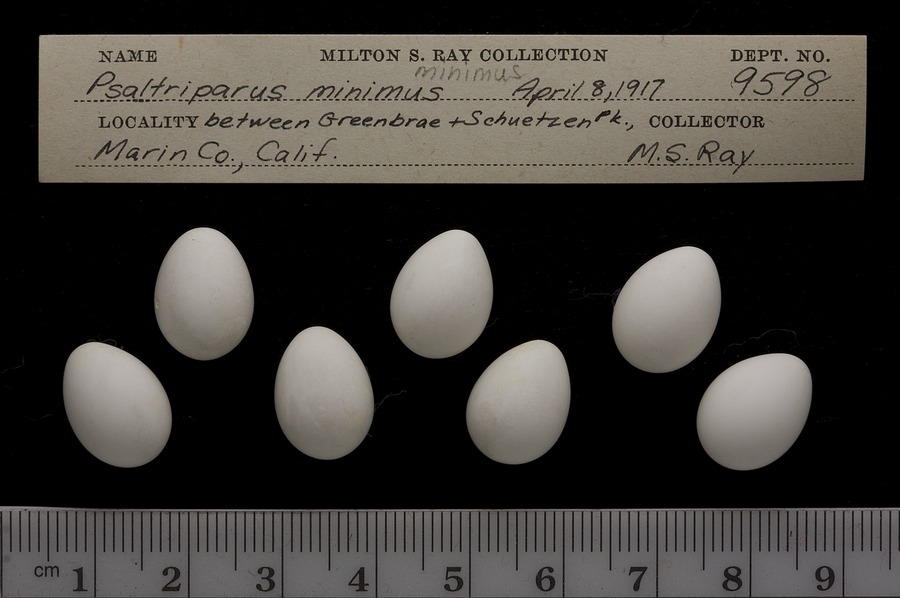 NAME MILTON S. RAY COLLECTION DEPT. NO.
minimus
Psaltriparus minimus April 8, 1917 9598
LOCALITY between Greenbrae + Schuetzen Pk., COLLECTOR
Marin Co., Calif. M.S. Ray
cm 1 2 3 4 5 6 7 8 9